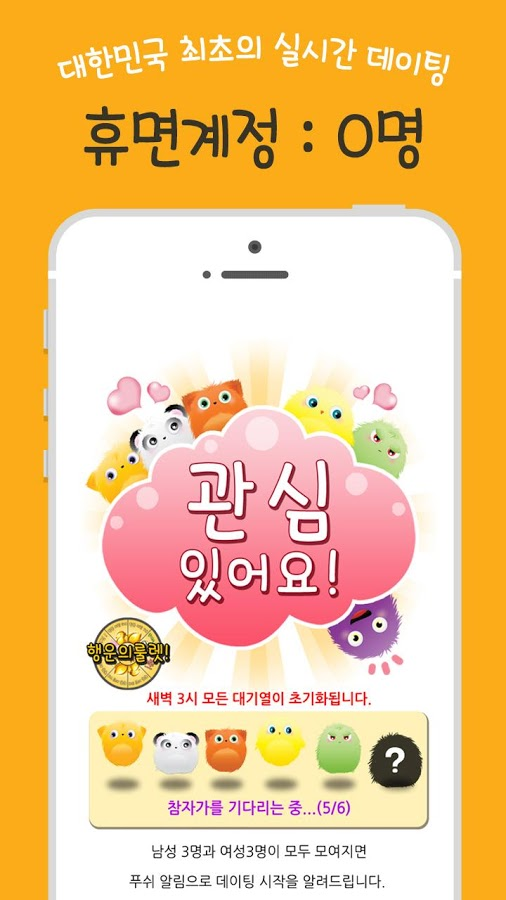 대한민국 최초의 실시간 데이팅
휴면계정 : 0명
관심
있어요!
행운의룰렛!
새벽 3시 모든 대기열이 초기화됩니다.
?
참자가를 기다리는 중...(5/6)
남성 3명과 여성3명이 모두 모여지면
푸쉬 알림으로 데이팅 시작을 알려드립니다.